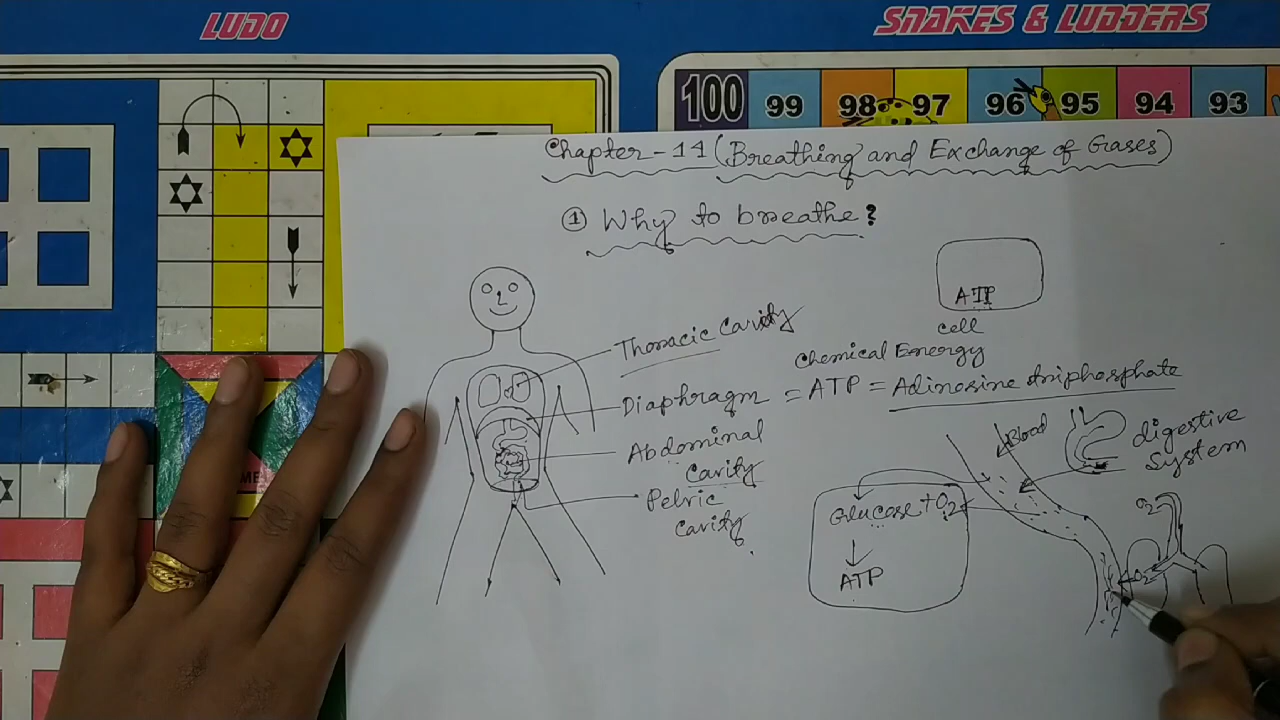 LUDO
SNAKES & LUDDERS
100 99 98 97 96 95 94 93
Chapter-14 (Breathing and Exchange of Gases)
① Why to breathe?
ATP
cell
Thoracic Cavity
Chemical Energy
Diaphragm = ATP = Adinosine triphosphate
Abdominal
Cavity
Pelvic
Cavity.
Blood
digestive
System
Glucose + O2
ATP
O2
O2